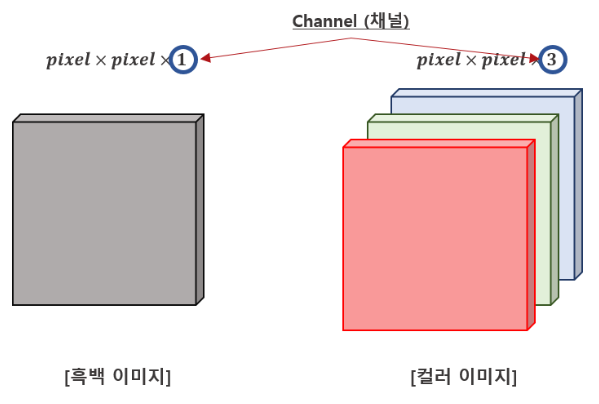 Channel (채널)
pixel × pixel × 1
pixel × pixel × 3
[흑백 이미지]
[컬러 이미지]